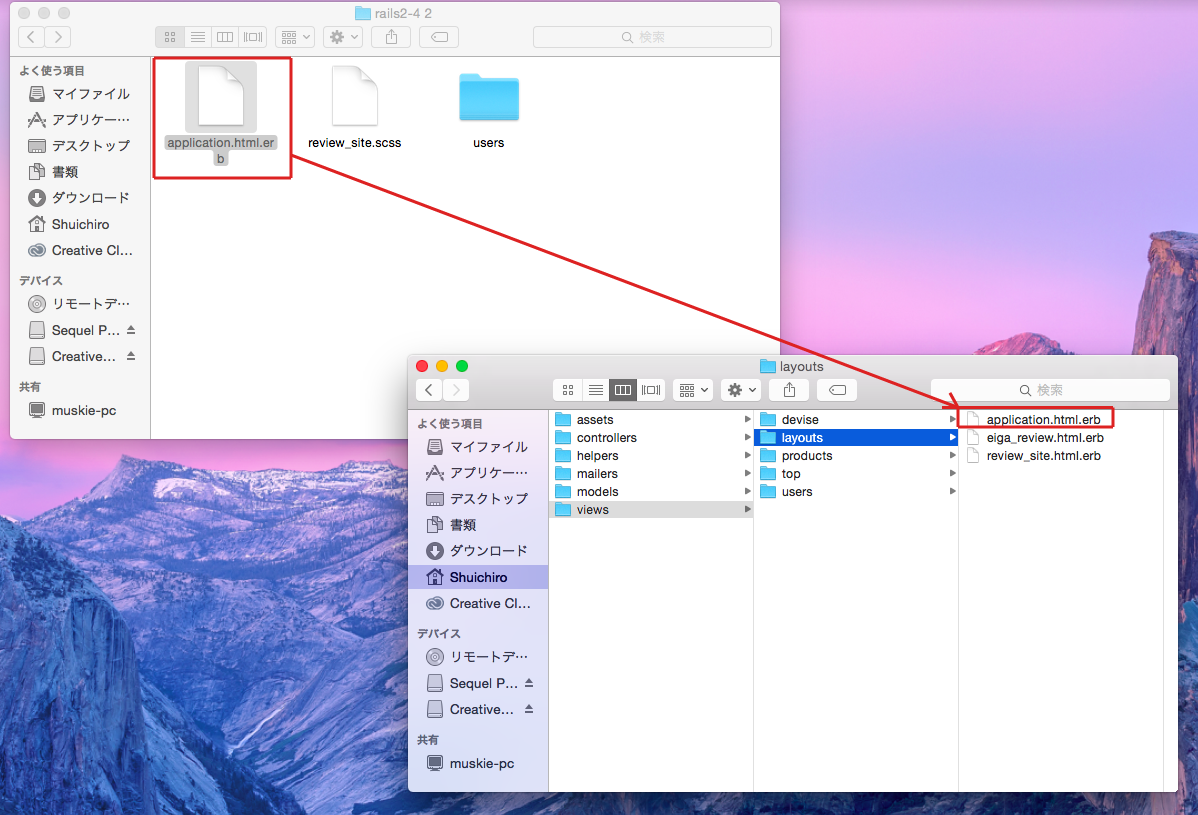 rails2-4 2
検索
よく使う項目
マイファイル
アプリケー…
デスクトップ
書類
ダウンロード
Shuichiro
Creative Cl…
デバイス
リモートデ…
Sequel P…
Creative…
共有
muskie-pc
application.html.er
b
review_site.scss
users
layouts
検索
よく使う項目
マイファイル
アプリケー…
デスクトップ
書類
ダウンロード
Shuichiro
Creative Cl…
デバイス
リモートデ…
Sequel P…
Creative…
共有
muskie-pc
assets
controllers
helpers
mailers
models
views
devise
layouts
products
top
users
application.html.erb
eiga_review.html.erb
review_site.html.erb